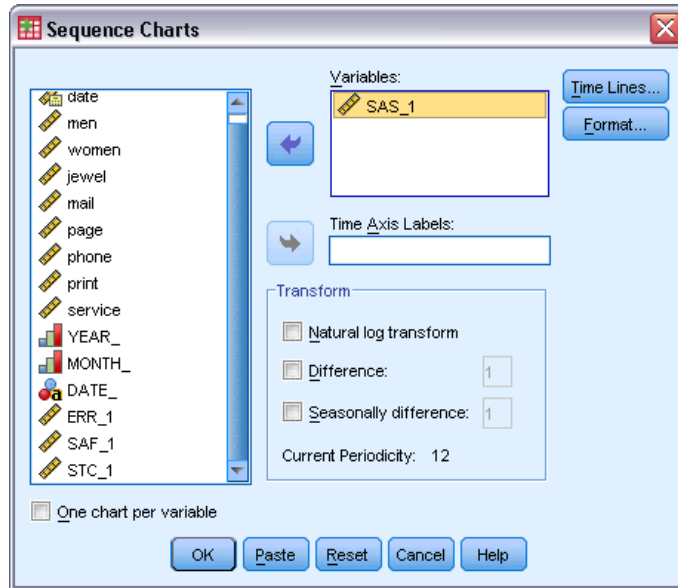 Sequence Charts
date
men
women
jewel
mail
page
phone
print
service
YEAR_
MONTH_
DATE_
ERR_1
SAF_1
STC_1
One chart per variable
Variables:
SAS_1
Time Axis Labels:
Transform
Natural log transform
Difference: 1
Seasonally difference: 1
Current Periodicity: 12
Time Lines...
Format...
OK Paste Reset Cancel Help